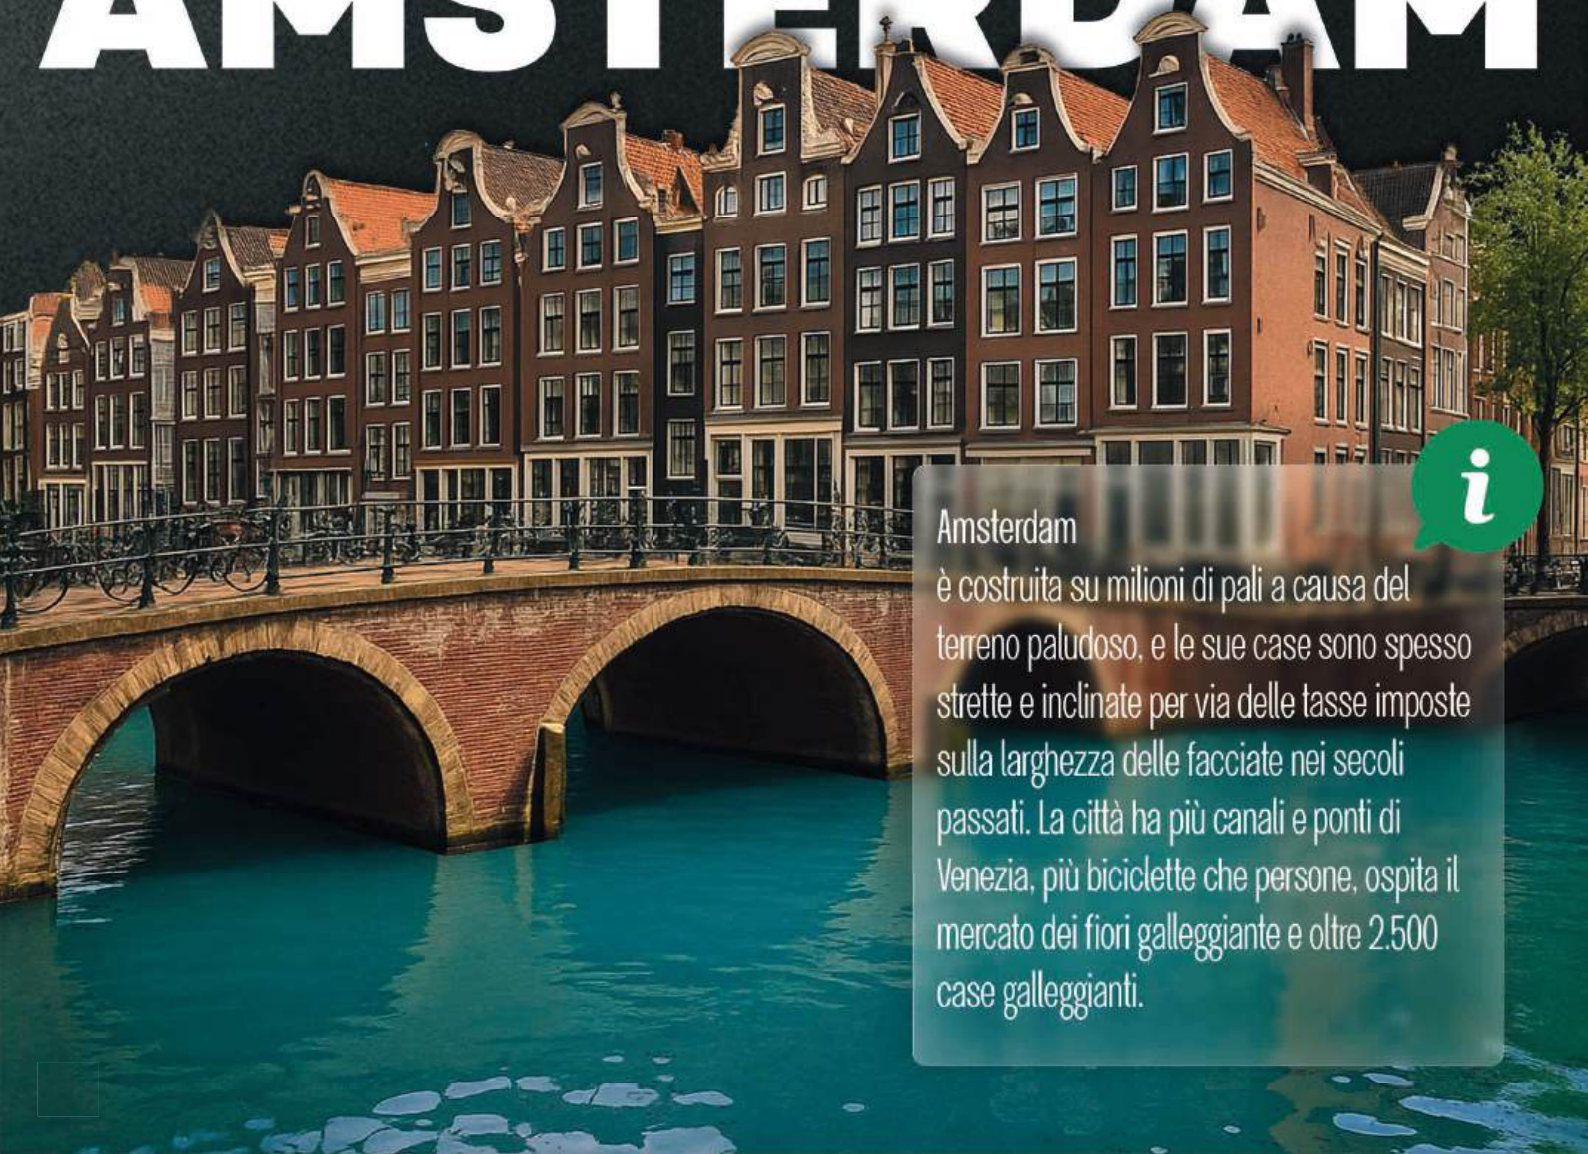 AMSTERDAM
i
Amsterdam
è costruita su milioni di pali a causa del
terreno paludoso, e le sue case sono spesso
strette e inclinate per via delle tasse imposte
sulla larghezza delle facciate nei secoli
passati. La città ha più canali e ponti di
Venezia, più biciclette che persone, ospita il
mercato dei fiori galleggiante e oltre 2.500
case galleggianti.